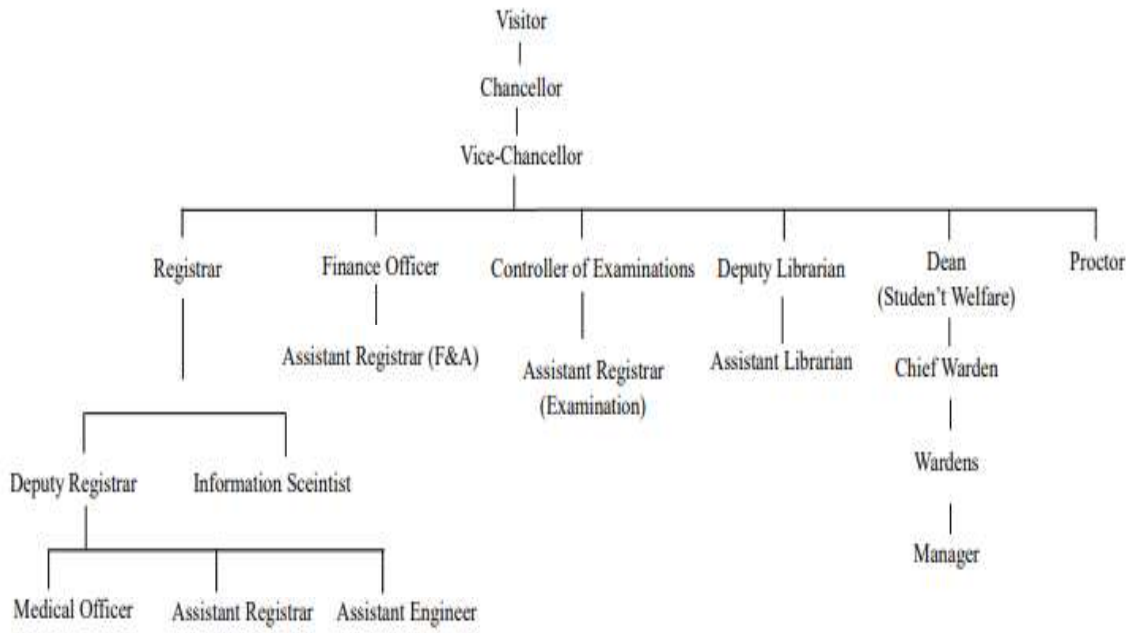 Visitor
Chancellor
Vice-Chancellor
Registrar
Finance Officer
Controller of Examinations
Deputy Librarian
Dean
(Studen't Welfare)
Proctor
Assistant Registrar (F&A)
Assistant Registrar
(Examination)
Assistant Librarian
Chief Warden
Wardens
Manager
Deputy Registrar
Information Sceintist
Medical Officer
Assistant Registrar
Assistant Engineer